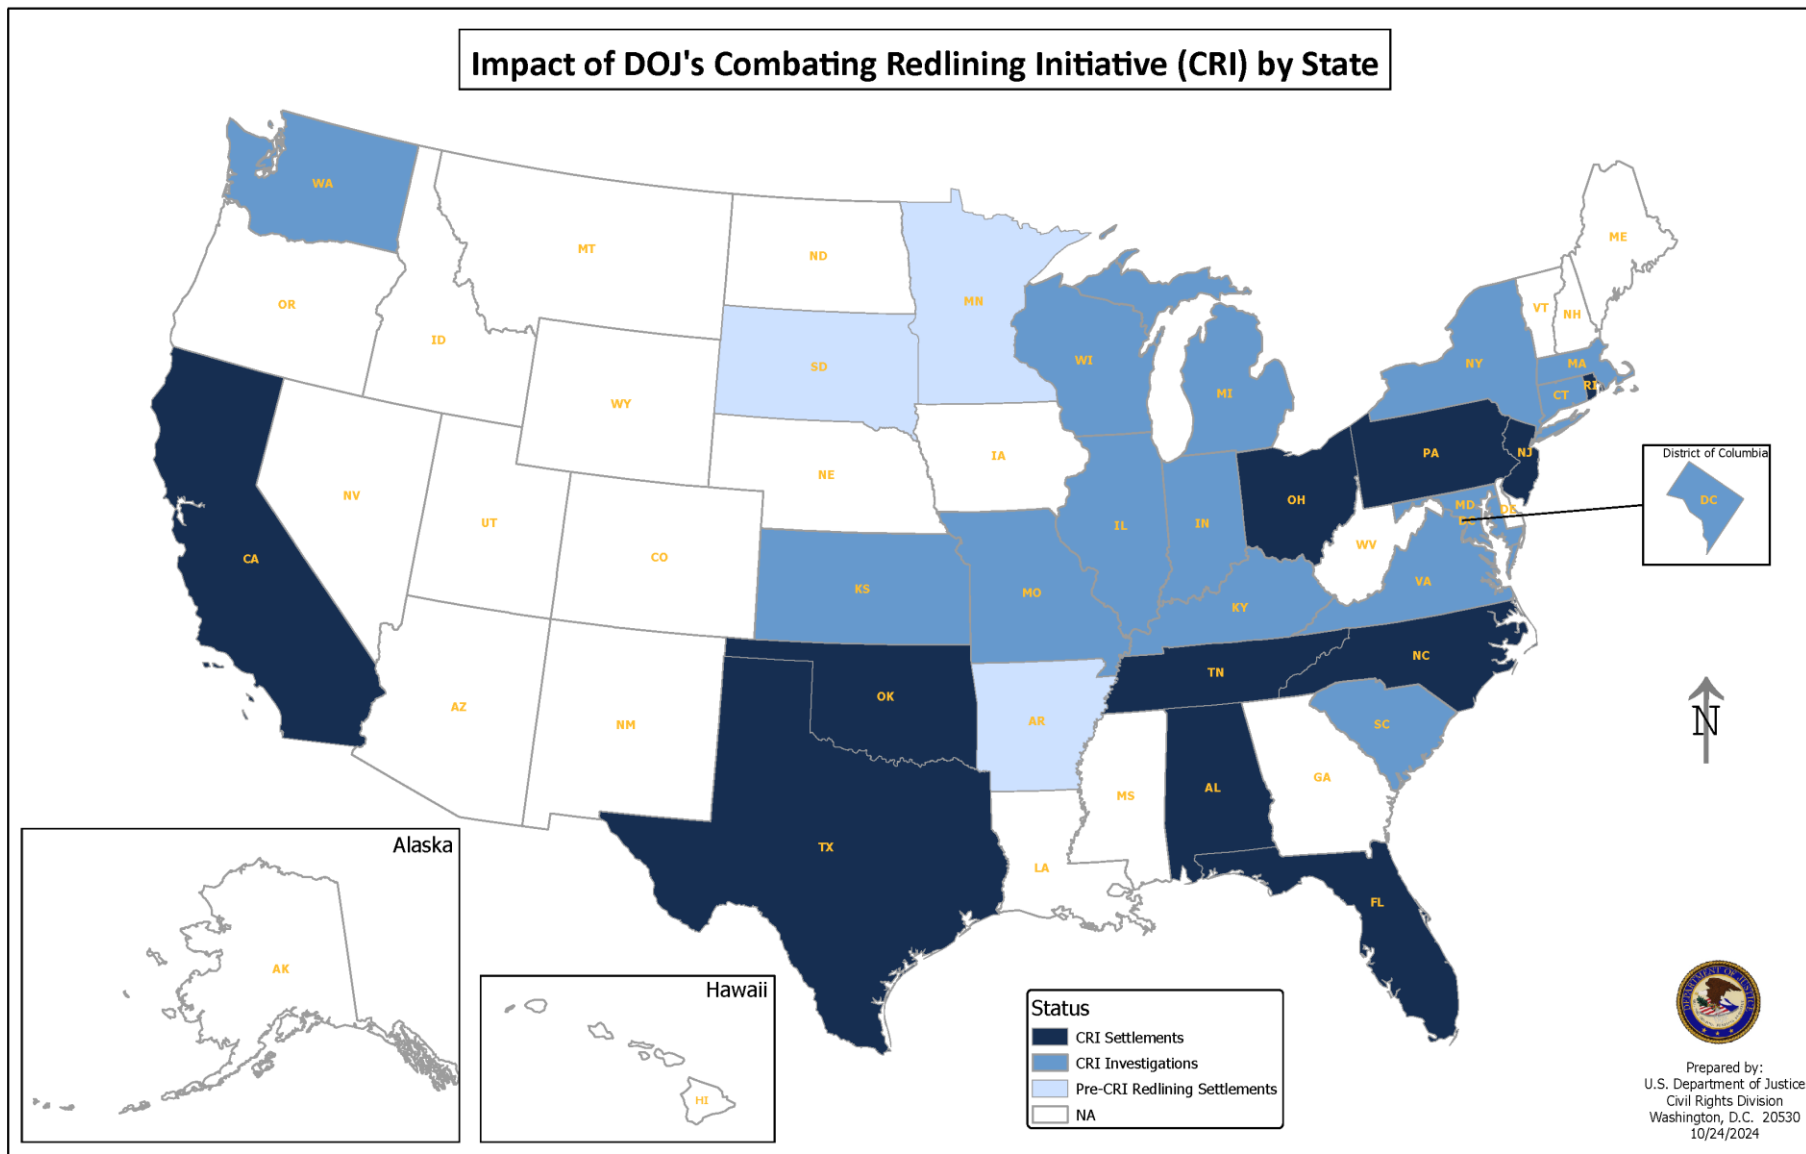 Impact of DOJ's Combating Redlining Initiative (CRI) by State
WA
MT
ND
MN
ME
OR
ID
SD
WI
MI
NY
VT
NH
MA
CT
RI
WY
NE
IA
PA
NJ
District of Columbia
DC
NV
UT
CO
CA
KS
MO
IL
IN
OH
WV
MD
DC
DE
VA
KY
AZ
NM
OK
AR
TN
NC
SC
N
TX
LA
MS
AL
GA
FL
Alaska
AK
Hawaii
HI
Status
CRI Settlements
CRI Investigations
Pre-CRI Redlining Settlements
NA
DEPARTMENT OF JUSTICE
Prepared by:
U.S. Department of Justice
Civil Rights Division
Washington, D.C. 20530
10/24/2024